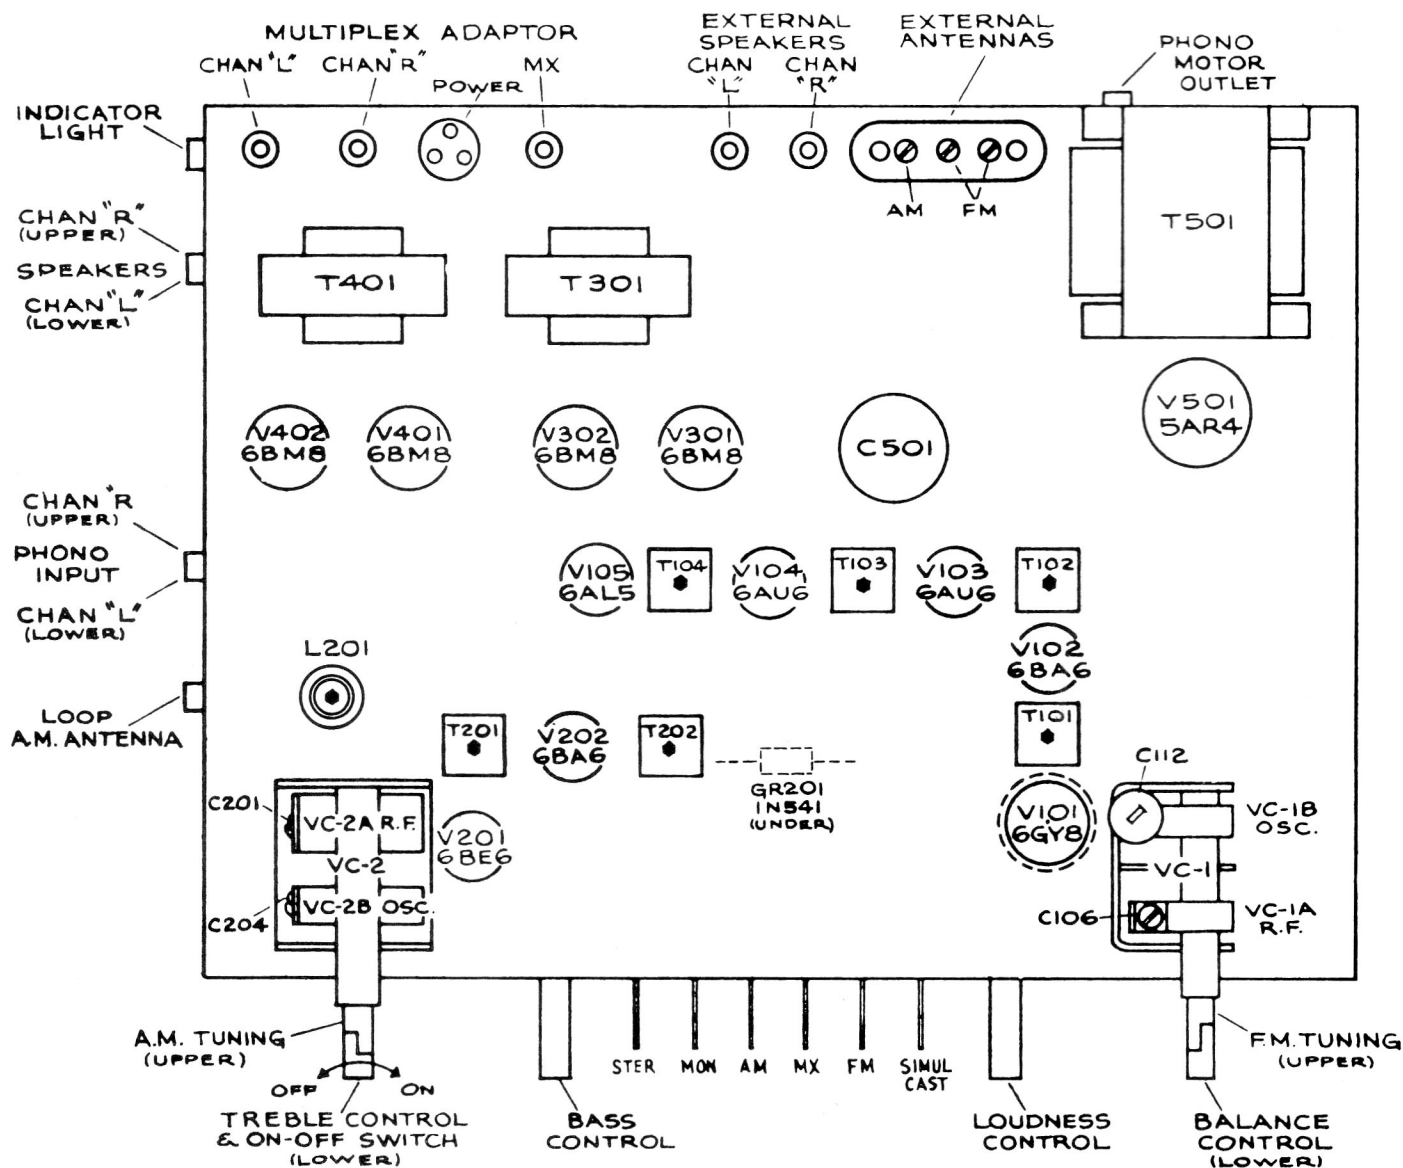 MULTIPLEX ADAPTOR
CHAN "L"
CHAN "R"
POWER
MX
EXTERNAL
SPEAKERS
CHAN
"L"
CHAN
"R"
EXTERNAL
ANTENNAS
PHONO
MOTOR
OUTLET
INDICATOR
LIGHT
AM
FM
T501
CHAN "R"
(UPPER)
SPEAKERS
CHAN "L"
(LOWER)
T401
T301
V402
6BM8
V401
6BM8
V302
6BM8
V301
6BM8
C501
V501
5AR4
CHAN "R
(UPPER)
PHONO
INPUT
CHAN "L"
(LOWER)
V105
6AL5
T104
V104
6AU6
T103
V103
6AU6
T102
V102
6BA6
L201
LOOP
A.M. ANTENNA
T201
V202
6BA6
T202
T101
GR201
1N541
(UNDER)
C112
C201
VC-2A R.F.
VC-2
VC-2B OSC.
C204
V201
6BE6
V101
6GY8
VC-1B
OSC.
VC-1
C106
VC-1A
R.F.
A.M. TUNING
(UPPER)
OFF
ON
TREBLE CONTROL
& ON-OFF SWITCH
(LOWER)
BASS
CONTROL
STER
MON
AM
MX
FM
SIMUL
CAST
LOUDNESS
CONTROL
F.M. TUNING
(UPPER)
BALANCE
CONTROL
(LOWER)